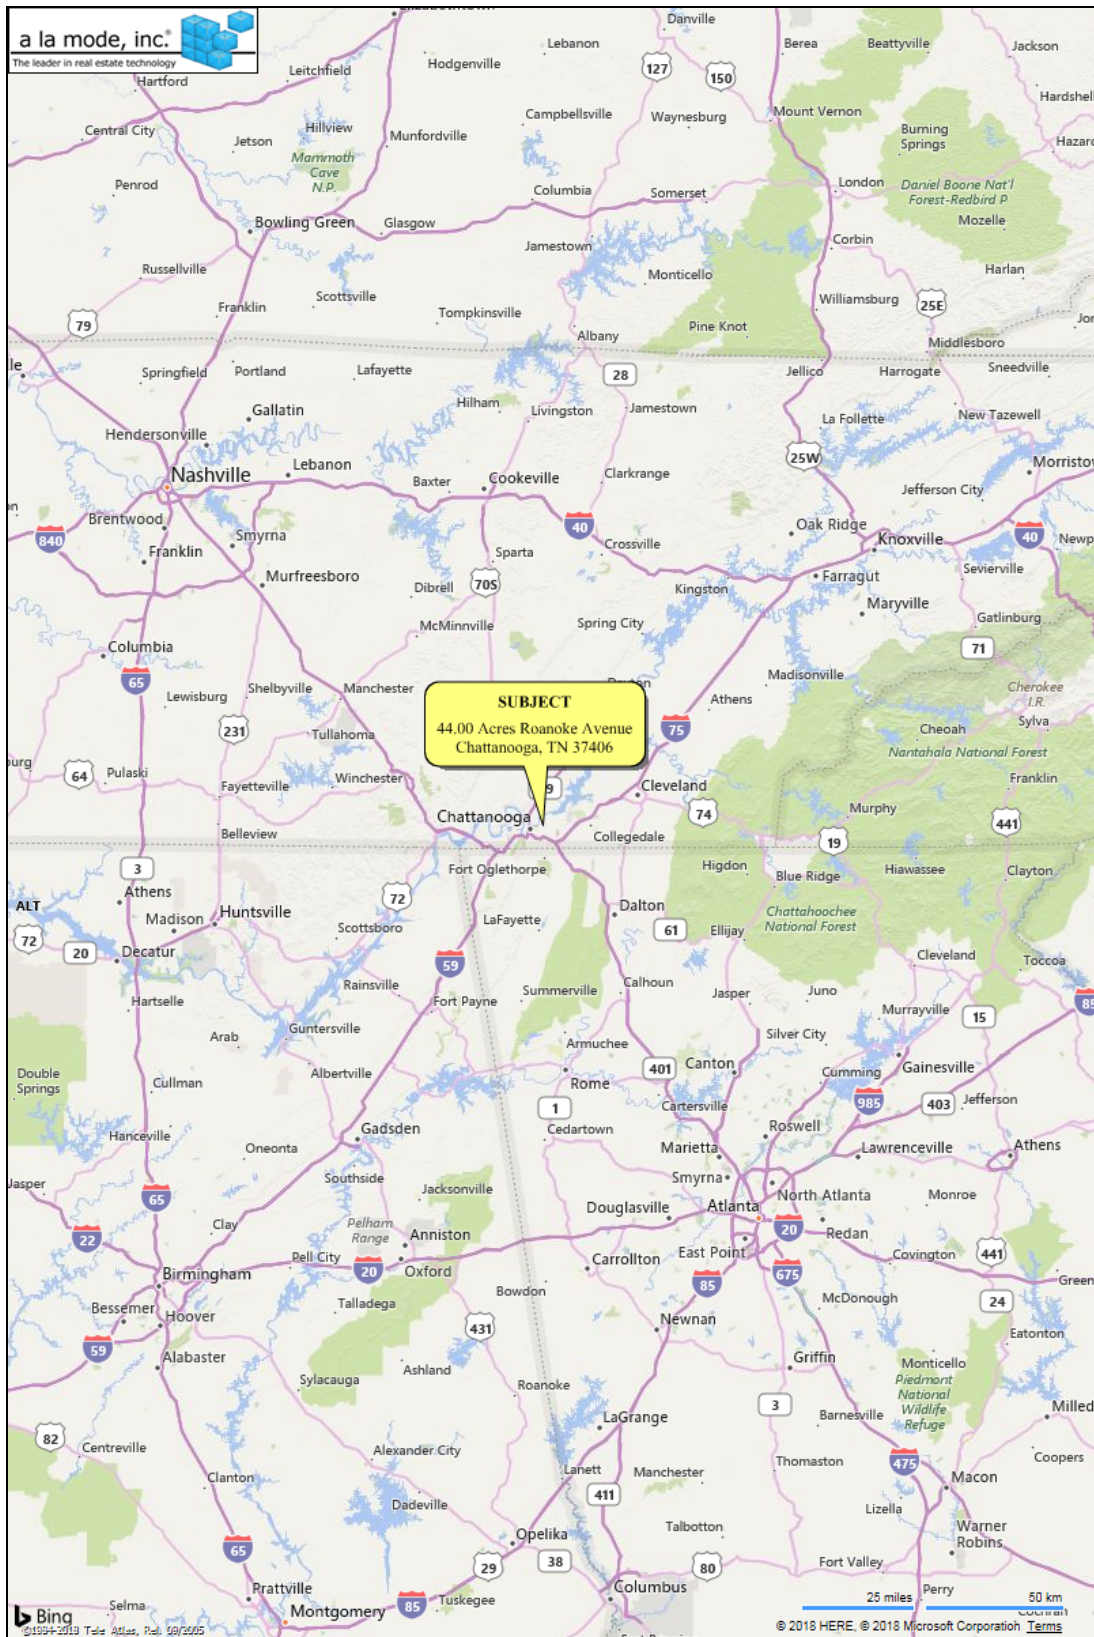 a la mode, inc.®
The leader in real estate technology
Danville
Lebanon
Berea
Beattyville
Jackson
Hodgenville
127
150
Leitchfield
Hartford
Hardshell
Campbellsville
Mount Vernon
Waynesburg
Central City
Hillview
Munfordville
Burning
Springs
Jetson
Hazard
Mammoth
Cave
N.P.
Penrod
Columbia
Somerset
London
Daniel Boone Nat'l
Forest-Redbird P
Mozelle
Bowling Green
Glasgow
Corbin
Jamestown
Russellville
Monticello
Harlan
Scottsville
Franklin
Williamsburg
25E
Tompkinsville
79
Pine Knot
Albany
Middlesboro
Springfield
Portland
Lafayette
28
Jellico
Harrogate
Sneedville
Gallatin
Hilham
Livingston
Jamestown
La Follette
New Tazewell
Hendersonville
25W
Nashville
Lebanon
Baxter
Cookeville
Clarkrange
Jefferson City
Morristo
Brentwood
840
Smyrna
40
Oak Ridge
Crossville
Knoxville
40
Newp
Franklin
Sparta
Murfreesboro
Dibrell
70S
Kingston
Farragut
Sevierville
Maryville
McMinnville
Spring City
Gatlinburg
Columbia
71
65
Lewisburg
Shelbyville
Manchester
Madisonville
Athens
Cherokee
I.R.
SUBJECT
44.00 Acres Roanoke Avenue
Chattanooga, TN 37406
75
Sylva
Cheoah
Nantahala National Forest
231
Tullahoma
urg
64
Pulaski
Fayetteville
Winchester
9
Cleveland
Franklin
Murphy
74
441
Chattanooga
Belleview
Collegedale
19
3
Fort Oglethorpe
Higdon
Blue Ridge
Hiawassee
Clayton
Athens
ALT
Madison
Huntsville
72
LaFayette
Dalton
Chattahoochee
National Forest
72
20
Scottsboro
61
Ellijay
Decatur
59
Cleveland
Toccoa
Hartselle
Rainsville
Fort Payne
Summerville
Calhoun
Jasper
Juno
85
Murrayville
15
Arab
Guntersville
Armuchee
Silver City
Double
Springs
Cullman
Albertville
Rome
401
Canton
Cumming
Gainesville
1
Cartersville
985
403
Jefferson
Hanceville
Oneonta
Gadsden
Cedartown
Roswell
Marietta
Lawrenceville
Athens
Jasper
65
Southside
Jacksonville
Smyrna
North Atlanta
Monroe
22
Clay
Pelham
Range
Douglasville
Atlanta
20
Redan
Pell City
Anniston
20
Oxford
East Point
Covington
441
Birmingham
Carrollton
85
675
Green
Bowdon
24
Bessemer
Hoover
Talladega
McDonough
59
431
Newnan
Eatonton
Alabaster
Ashland
Griffin
Monticello
Piedmont
National
Wildlife
Refuge
Sylacauga
Roanoke
3
Barnesville
Milled
82
Centreville
LaGrange
Alexander City
475
Coopers
Clanton
Lanett
Manchester
Thomaston
Macon
411
Dadeville
Lizella
Talbotton
Warner
Robins
65
Opelika
38
29
80
Fort Valley
Prattville
Columbus
Perry
Selma
85
Tuskegee
25 miles
50 km
Montgomery
Bing
©1984-2018 Tele Atlas, Rel. 09/2005
© 2018 HERE, © 2018 Microsoft Corporation Terms